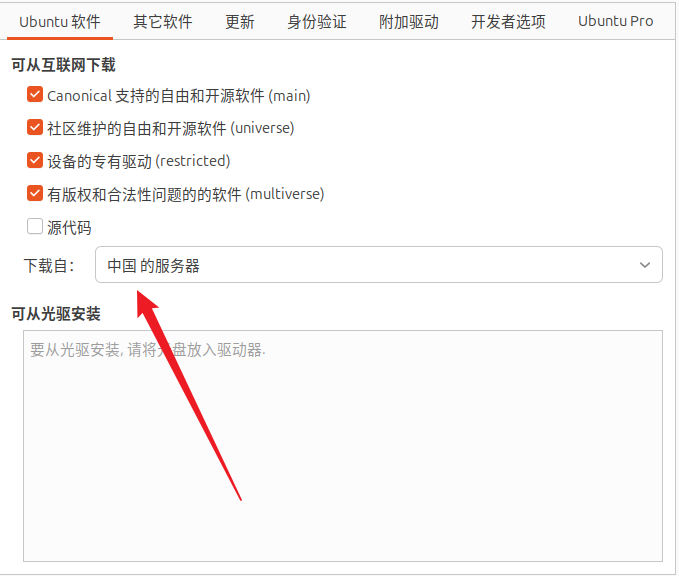 Ubuntu 软件 其它软件 更新 身份验证 附加驱动 开发者选项 Ubuntu Pro
可从互联网下载
Canonical 支持的自由和开源软件 (main)
社区维护的自由和开源软件 (universe)
设备的专有驱动 (restricted)
有版权和合法性问题的的软件 (multiverse)
源代码
下载自： 中国 的服务器
可从光驱安装
要从光驱安装, 请将光盘放入驱动器.